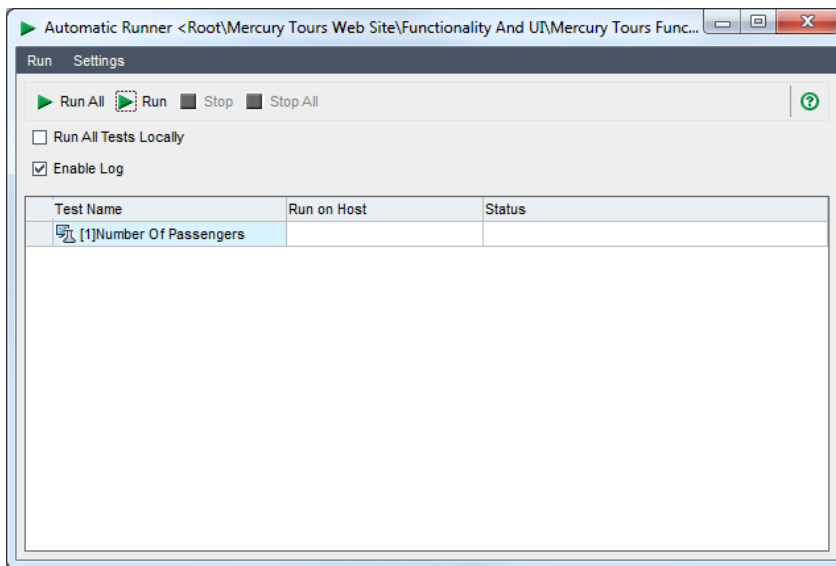 Automatic Runner <Root\Mercury Tours Web Site\Functionality And UI\Mercury Tours Func...
Run Settings
Run All Run Stop Stop All
Run All Tests Locally
Enable Log
Test Name Run on Host Status
[1]Number Of Passengers